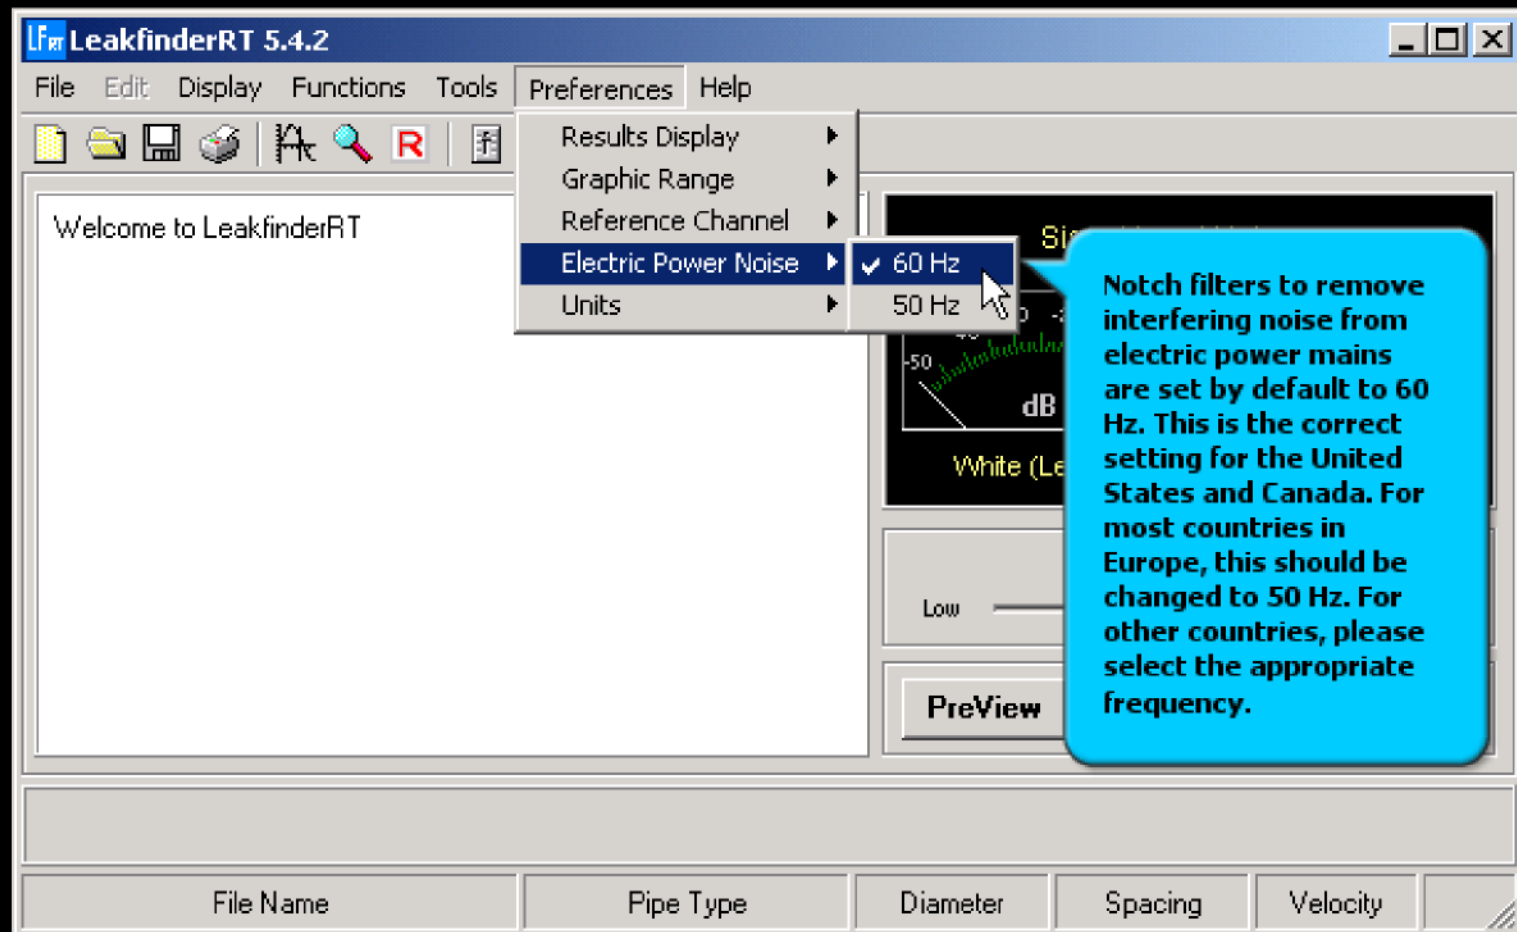 LFRT LeakfinderRT 5.4.2
File Edit Display Functions Tools Preferences Help
R f
Results Display
Graphic Range
Reference Channel
Electric Power Noise
Units
60 Hz
50 Hz
Welcome to LeakfinderRT
-50
dB
White
Low
PreView
Notch filters to remove
interfering noise from
electric power mains
are set by default to 60
Hz. This is the correct
setting for the United
States and Canada. For
most countries in
Europe, this should be
changed to 50 Hz. For
other countries, please
select the appropriate
frequency.
File Name Pipe Type Diameter Spacing Velocity